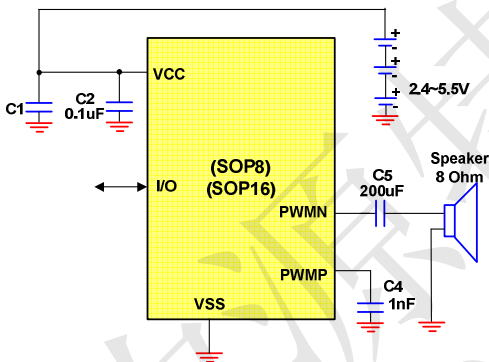 VCC
C1
C2
0.1uF
+
-
+
-
+
-
2.4~5.5V
(SOP8)
(SOP16)
I/O
PWMN
C5
200uF
Speaker
8 Ohm
PWMP
C4
1nF
VSS